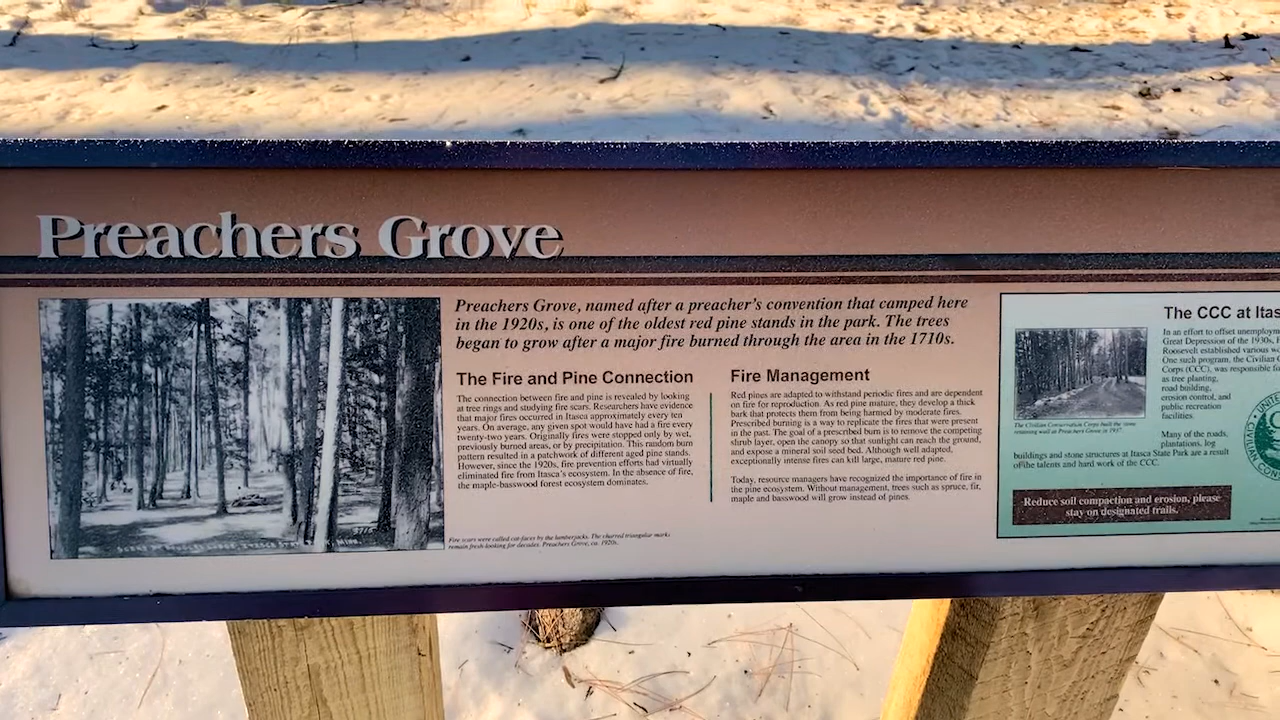 Preachers Grove
Preachers Grove, named after a preacher's convention that camped here
in the 1920s, is one of the oldest red pine stands in the park. The trees
began to grow after a major fire burned through the area in the 1710s.
The Fire and Pine Connection
The connection between fire and pine is revealed by looking
at tree rings and studying fire scars. Researchers have evidence
that major fires occurred in Itasca approximately every ten
years. On average, any given spot would have had a fire every
twenty-two years. Originally fires were stopped only by wet,
previously burned areas, or by precipitation. This random burn
pattern resulted in a patchwork of different aged pine stands.
However, since the 1920s, fire prevention efforts had virtually
eliminated fire from Itasca's ecosystem. In the absence of fire,
the maple-basswood forest ecosystem dominates.
Fire scars were called cat-faces by the lumberjacks. The charred triangular marks
remain fresh looking for decades. Preachers Grove, ca. 1920s.
Fire Management
Red pines are adapted to withstand periodic fires and are dependent
on fire for reproduction. As red pine mature, they develop a thick
bark that protects them from being harmed by moderate fires.
Prescribed burning is a way to replicate the fires that were present
in the past. The goal of a prescribed burn is to remove the competing
shrub layer, open the canopy so that sunlight can reach the ground,
and expose a mineral soil seed bed. Although well adapted,
exceptionally intense fires can kill large, mature red pine.
Today, resource managers have recognized the importance of fire in
the pine ecosystem. Without management, trees such as spruce, fir,
maple and basswood will grow instead of pines.
The CCC at Itas
In an effort to offset unemploym
Great Depression of the 1930s,
Roosevelt established various w
One such program, the Civilian C
Corps (CCC), was responsible fo
as tree planting,
road building,
erosion control, and
public recreation
facilities.
The Civilian Conservation Corps built the stone
retaining wall at Preachers Grove in 1937.
Many of the roads,
plantations, log
buildings and stone structures at Itasca State Park are a result
of the talents and hard work of the CCC.
Reduce soil compaction and erosion, please
stay on designated trails.
UNITE
CIVILIAN CON